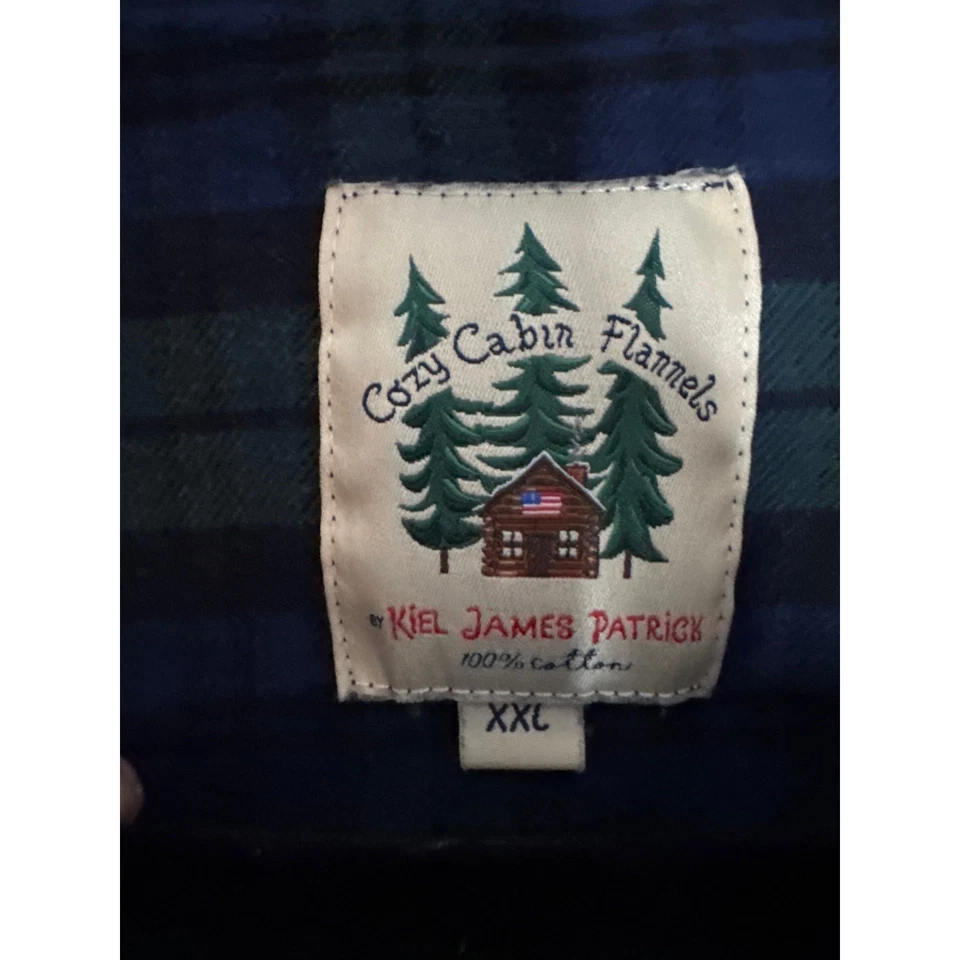 Cozy Cabin Flannels
BY KIEL JAMES PATRICK
100% cotton
XXL